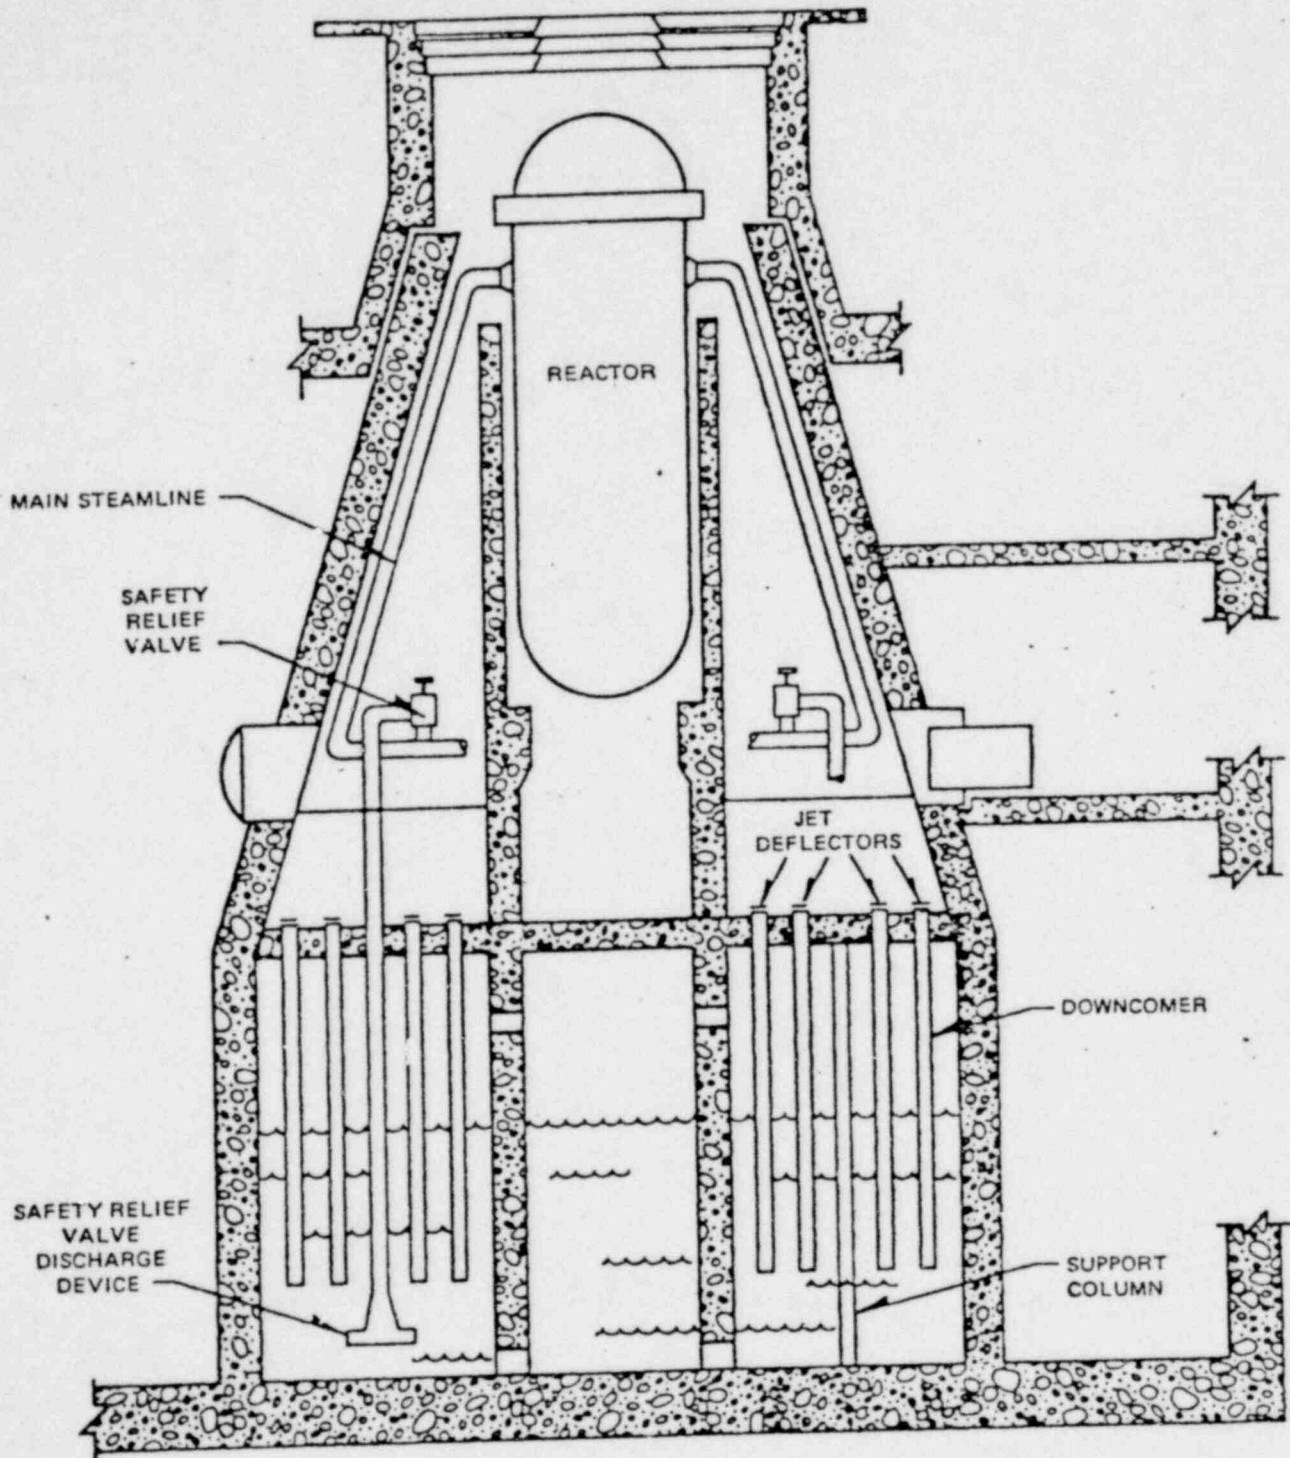 REACTOR
MAIN STEAMLINE
SAFETY
RELIEF
VALVE
JET
DEFLECTORS
DOWNCOMER
SAFETY RELIEF
VALVE
DISCHARGE
DEVICE
SUPPORT
COLUMN